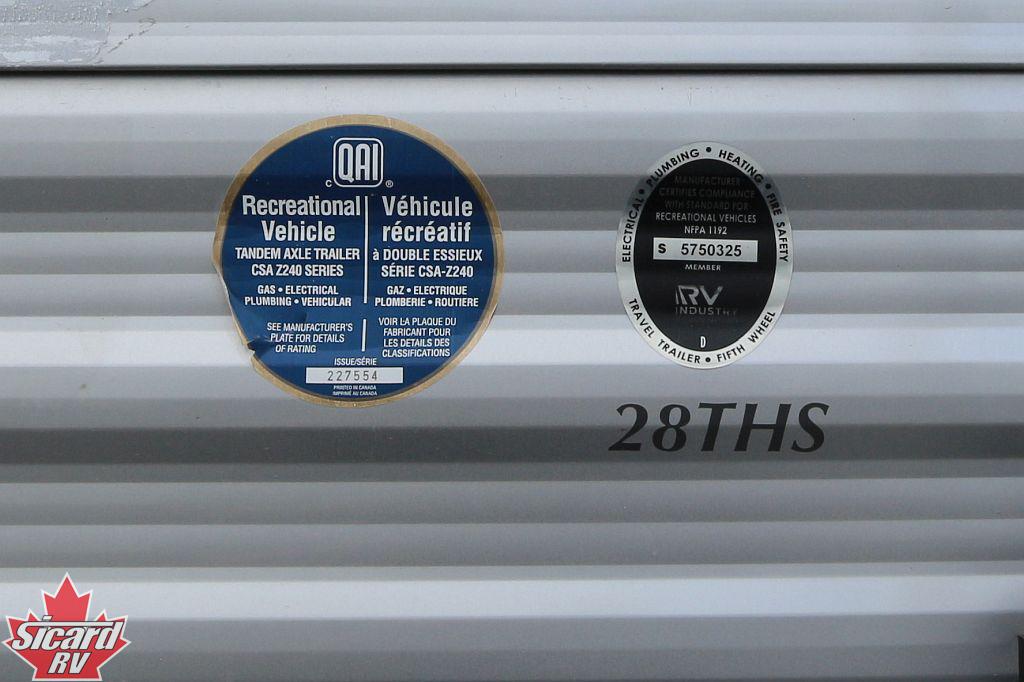 QAI
C ®
Recreational
Vehicle
TANDEM AXLE TRAILER
CSA Z240 SERIES
GAS • ELECTRICAL
PLUMBING • VEHICULAR
SEE MANUFACTURER'S
PLATE FOR DETAILS
OF RATING
Véhicule
récréatif
à DOUBLE ESSIEUX
SÉRIE CSA-Z240
GAZ • ELECTRIQUE
PLOMBERIE • ROUTIERE
VOIR LA PLAQUE DU
FABRICANT POUR
LES DETAILS DES
CLASSIFICATIONS
ISSUE/SÉRIE
227554
PRINTED IN CANADA
IMPRIMÉ AU CANADA
ELECTRICAL • PLUMBING • HEATING • FIRE SAFETY
MANUFACTURER
CERTIFIES COMPLIANCE
WITH STANDARD FOR
RECREATIONAL VEHICLES
NFPA 1192
S 5750325
MEMBER
RV
INDUSTRY
D
TRAVEL TRAILER • FIFTH WHEEL
28THS
Sicard
RV